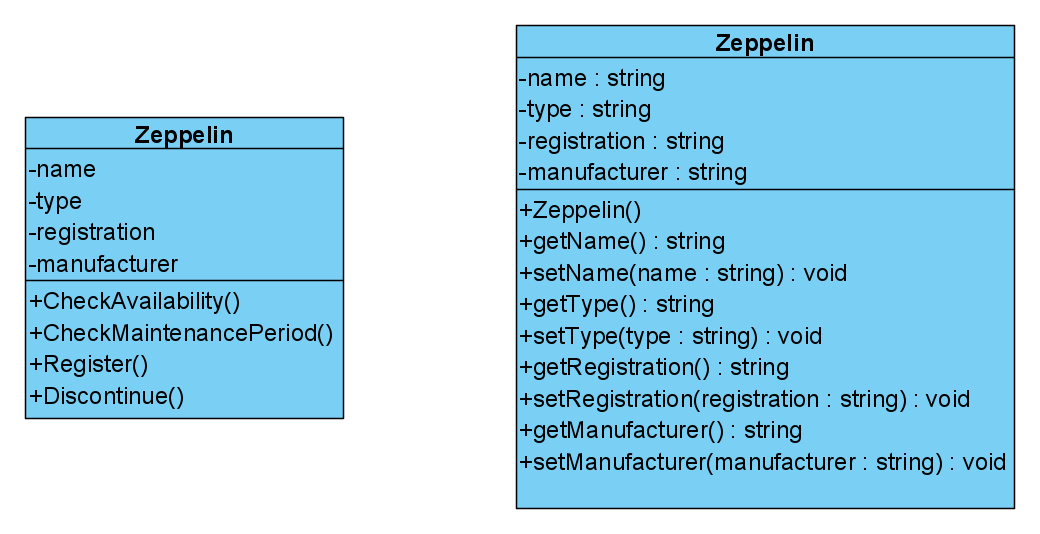 Zeppelin
-name
-type
-registration
-manufacturer
+CheckAvailability()
+CheckMaintenancePeriod()
+Register()
+Discontinue()
Zeppelin
-name : string
-type : string
-registration : string
-manufacturer : string
+Zeppelin()
+getName() : string
+setName(name : string) : void
+getType() : string
+setType(type : string) : void
+getRegistration() : string
+setRegistration(registration : string) : void
+getManufacturer() : string
+setManufacturer(manufacturer : string) : void